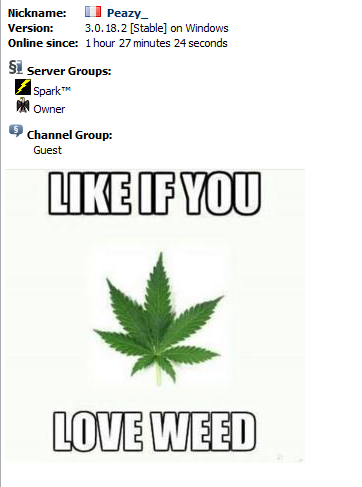 Nickname: Peazy_
Version: 3.0.18.2 [Stable] on Windows
Online since: 1 hour 27 minutes 24 seconds
Server Groups:
Spark™
Owner
Channel Group:
Guest
LIKE IF YOU
LOVE WEED